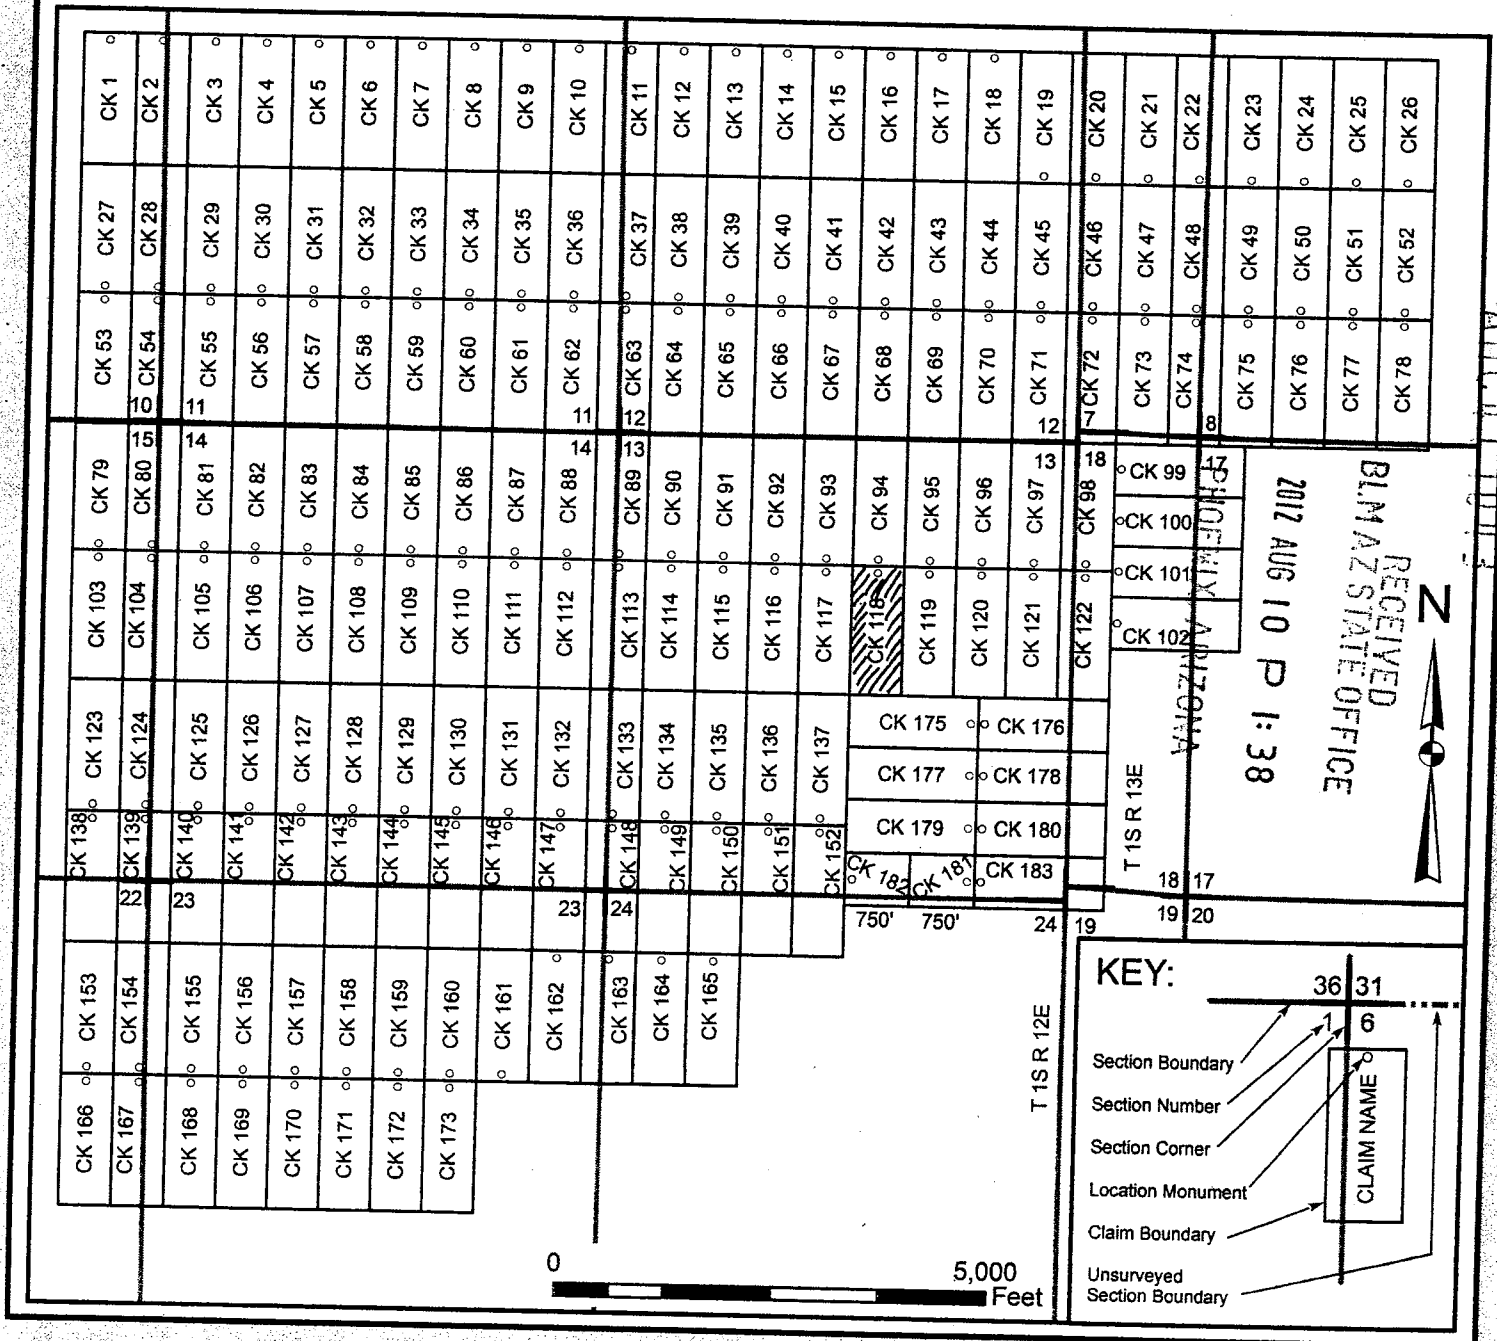 CK 1 CK 2 CK 3 CK 4 CK 5 CK 6 CK 7 CK 8 CK 9 CK 10 CK 11 CK 12 CK 13 CK 14 CK 15 CK 16 CK 17 CK 18 CK 19 CK 20 CK 21 CK 22 CK 23 CK 24 CK 25 CK 26
CK 27 CK 28 CK 29 CK 30 CK 31 CK 32 CK 33 CK 34 CK 35 CK 36 CK 37 CK 38 CK 39 CK 40 CK 41 CK 42 CK 43 CK 44 CK 45 CK 46 CK 47 CK 48 CK 49 CK 50 CK 51 CK 52
CK 53 CK 54 CK 55 CK 56 CK 57 CK 58 CK 59 CK 60 CK 61 CK 62 CK 63 CK 64 CK 65 CK 66 CK 67 CK 68 CK 69 CK 70 CK 71 CK 72 CK 73 CK 74 CK 75 CK 76 CK 77 CK 78
10 11 11 12 12 7 8
15 14 14 13 13 18 17
CK 79 CK 80 CK 81 CK 82 CK 83 CK 84 CK 85 CK 86 CK 87 CK 88 CK 89 CK 90 CK 91 CK 92 CK 93 CK 94 CK 95 CK 96 CK 97 CK 98
CK 99
CK 100
CK 101
CK 102
CK 103 CK 104 CK 105 CK 106 CK 107 CK 108 CK 109 CK 110 CK 111 CK 112 CK 113 CK 114 CK 115 CK 116 CK 117 CK 118 CK 119 CK 120 CK 121 CK 122
CK 123 CK 124 CK 125 CK 126 CK 127 CK 128 CK 129 CK 130 CK 131 CK 132 CK 133 CK 134 CK 135 CK 136 CK 137
CK 175 CK 176
CK 177 CK 178
CK 179 CK 180
CK 138 CK 139 CK 140 CK 141 CK 142 CK 143 CK 144 CK 145 CK 146 CK 147 CK 148 CK 149 CK 150 CK 151 CK 152
CK 182 CK 181 CK 183
22 23 23 24
750' 750'
24 19
18 17
19 20
CK 153 CK 154 CK 155 CK 156 CK 157 CK 158 CK 159 CK 160 CK 161 CK 162 CK 163 CK 164 CK 165
CK 166 CK 167 CK 168 CK 169 CK 170 CK 171 CK 172 CK 173
T 1S R 13E
T 1S R 12E
RECEIVED
BLM AZ STATE OFFICE
2012 AUG 10 P 1: 38
PHOENIX, ARIZONA
N
0 5,000
Feet
KEY:
36 31
1 6
Section Boundary
Section Number
Section Corner
Location Monument
Claim Boundary
Unsurveyed
Section Boundary
CLAIM NAME